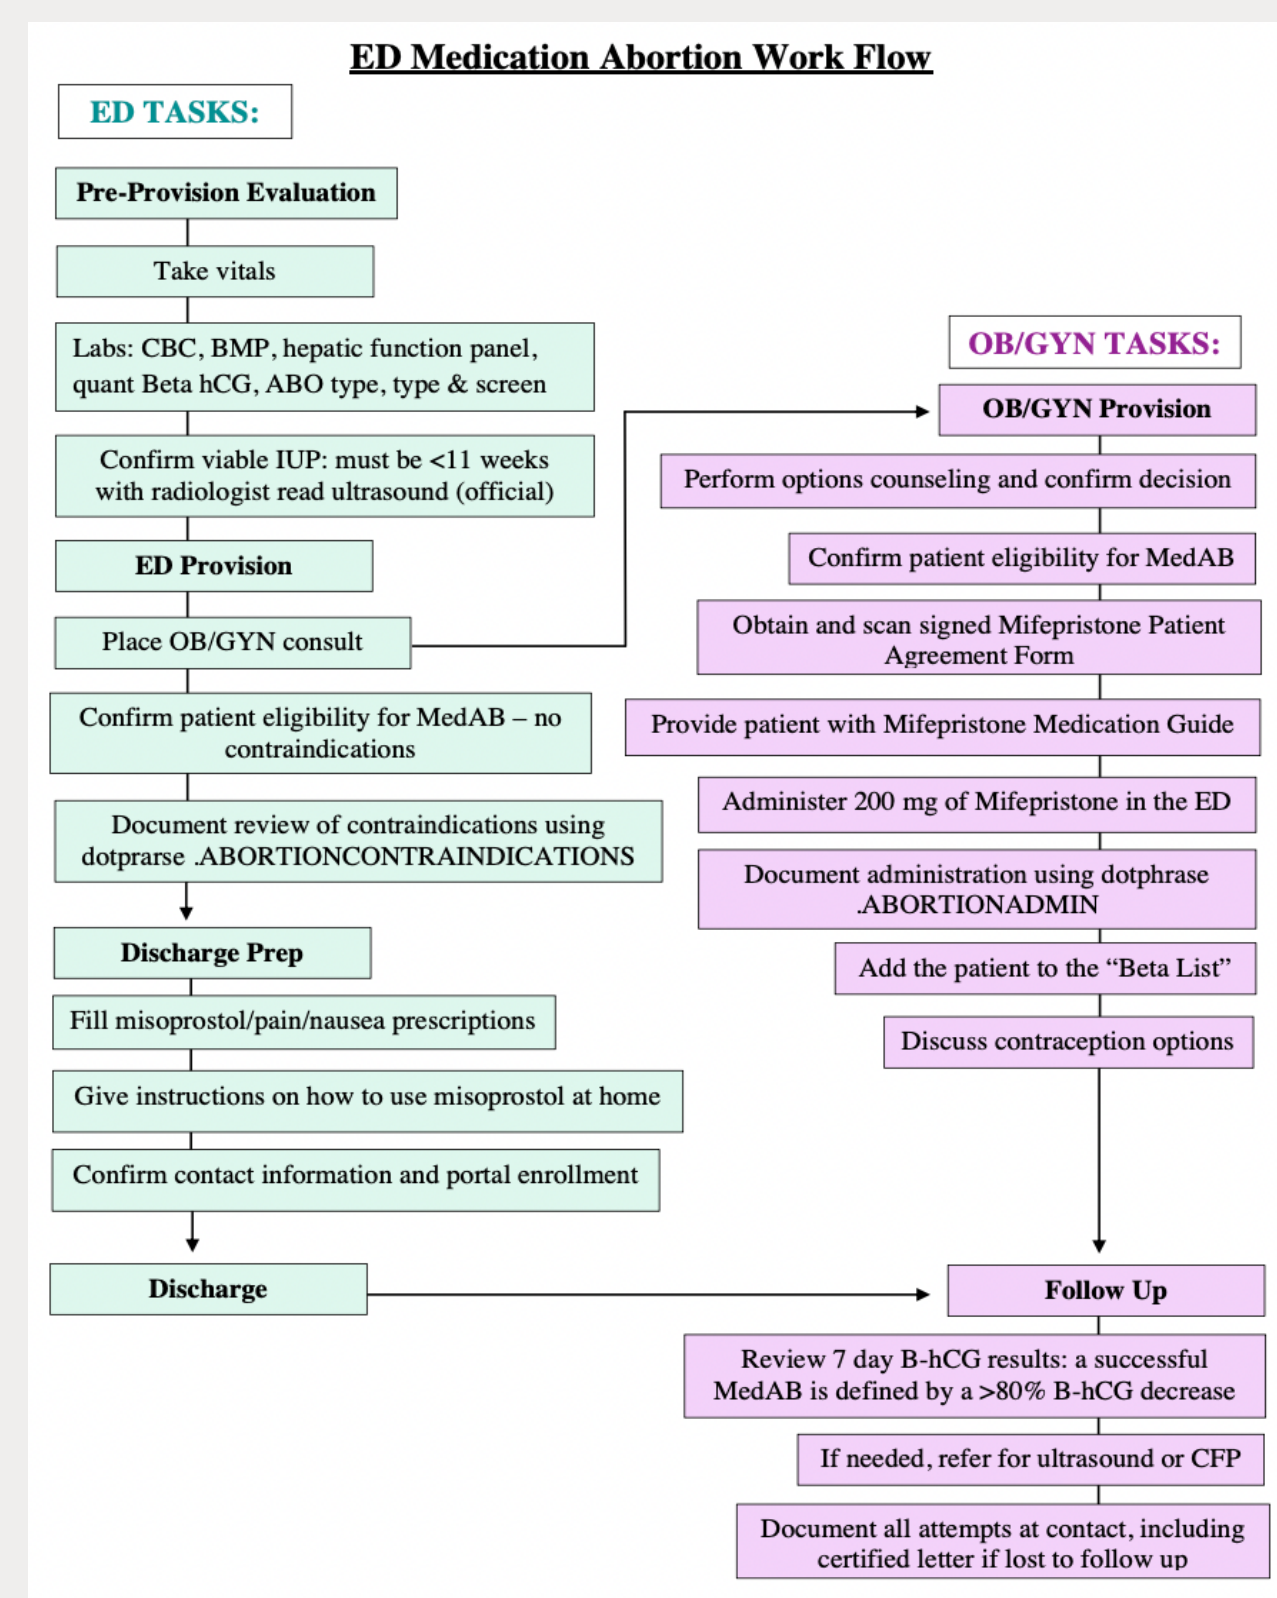 ED Medication Abortion Work Flow
ED TASKS:
Pre-Provision Evaluation
Take vitals
Labs: CBC, BMP, hepatic function panel,
quant Beta hCG, ABO type, type & screen
Confirm viable IUP: must be <11 weeks
with radiologist read ultrasound (official)
ED Provision
Place OB/GYN consult
Confirm patient eligibility for MedAB – no
contraindications
Document review of contraindications using
dotprarse .ABORTIONCONTRAINDICATIONS
Discharge Prep
Fill misoprostol/pain/nausea prescriptions
Give instructions on how to use misoprostol at home
Confirm contact information and portal enrollment
Discharge
OB/GYN TASKS:
OB/GYN Provision
Perform options counseling and confirm decision
Confirm patient eligibility for MedAB
Obtain and scan signed Mifepristone Patient
Agreement Form
Provide patient with Mifepristone Medication Guide
Administer 200 mg of Mifepristone in the ED
Document administration using dotphrase
.ABORTIONADMIN
Add the patient to the “Beta List”
Discuss contraception options
Follow Up
Review 7 day B-hCG results: a successful
MedAB is defined by a >80% B-hCG decrease
If needed, refer for ultrasound or CFP
Document all attempts at contact, including
certified letter if lost to follow up